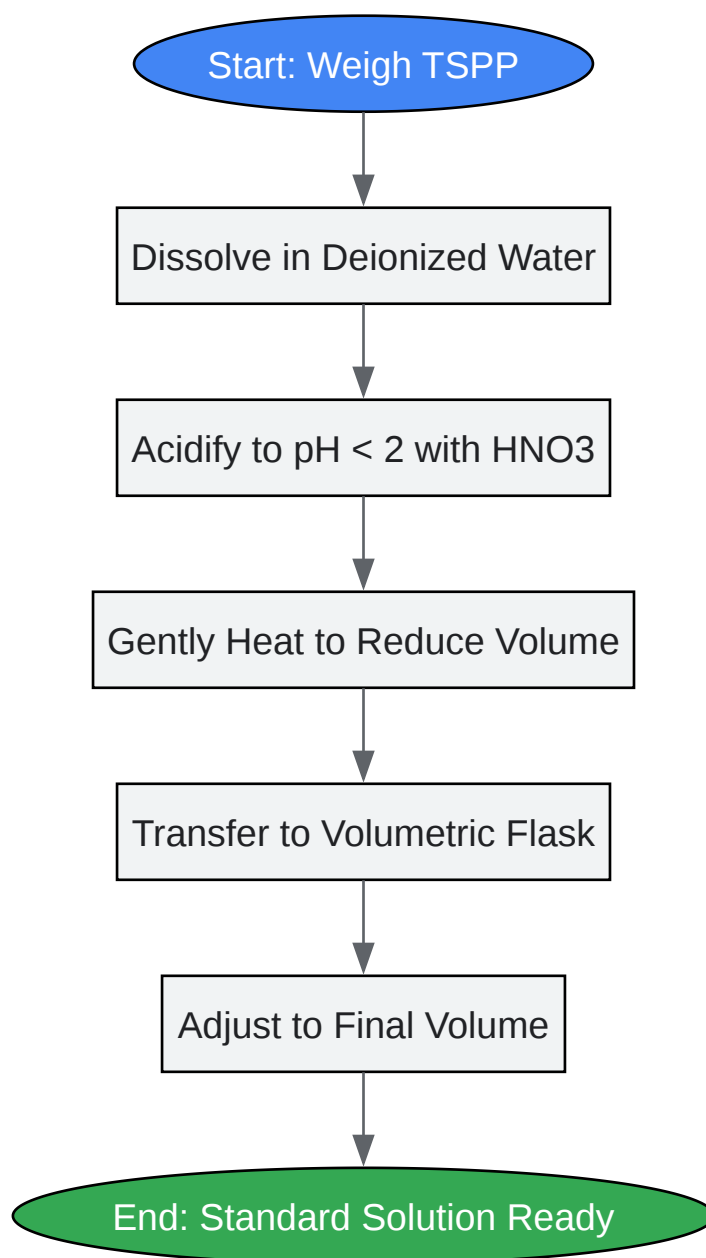 Start: Weigh TSPP
Dissolve in Deionized Water
Acidify to pH < 2 with HNO3
Gently Heat to Reduce Volume
Transfer to Volumetric Flask
Adjust to Final Volume
End: Standard Solution Ready